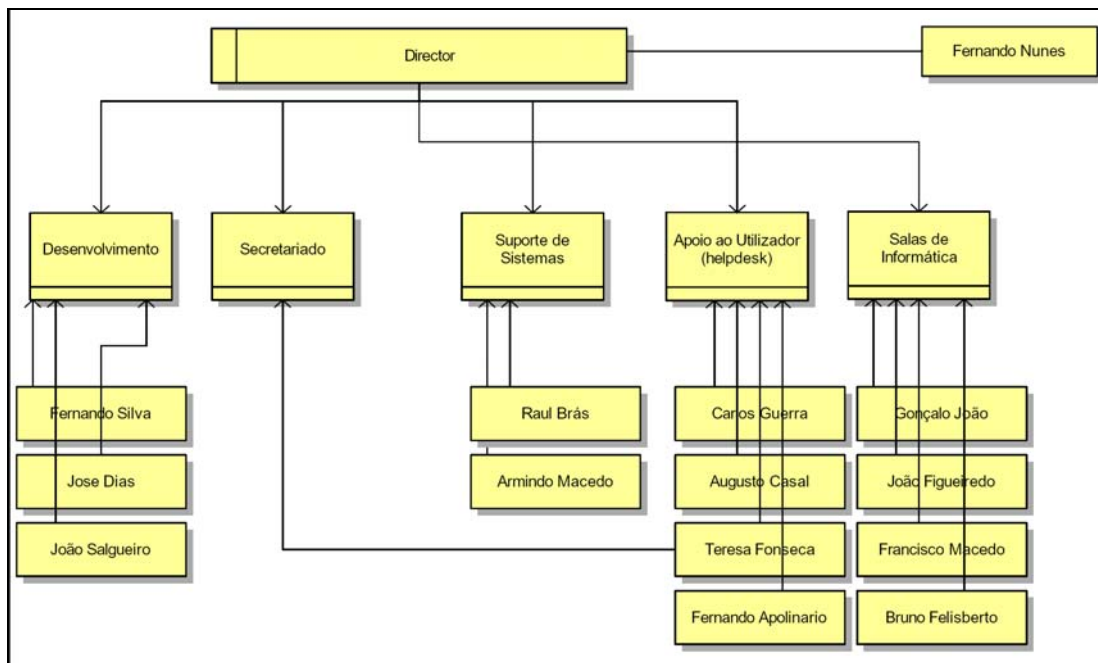 Director
Fernando Nunes
Desenvolvimento
Secretariado
Suporte de
Sistemas
Apoio ao Utilizador
(helpdesk)
Salas de
Informática
Fernando Silva
Raul Brás
Carlos Guerra
Gonçalo João
Jose Dias
Armindo Macedo
Augusto Casal
João Figueiredo
João Salgueiro
Teresa Fonseca
Francisco Macedo
Fernando Apolinario
Bruno Felisberto